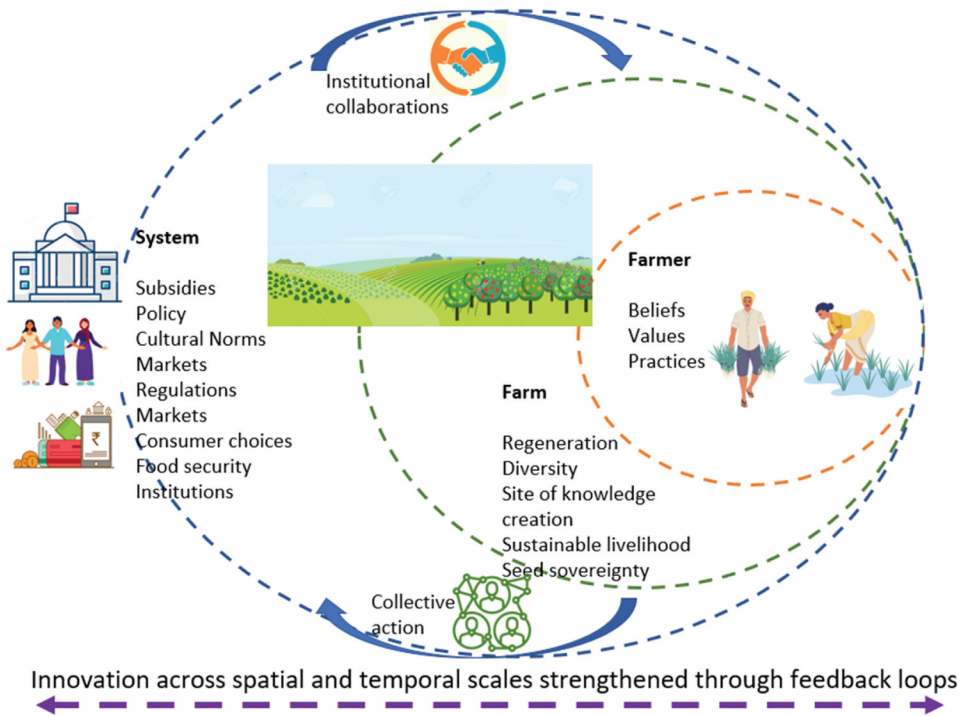 Institutional
collaborations
System
Subsidies
Policy
Cultural Norms
Markets
Regulations
Markets
Consumer choices
Food security
Institutions
Farmer
Beliefs
Values
Practices
Farm
Regeneration
Diversity
Site of knowledge
creation
Sustainable livelihood
Seed sovereignty
Collective
action
₹
Innovation across spatial and temporal scales strengthened through feedback loops